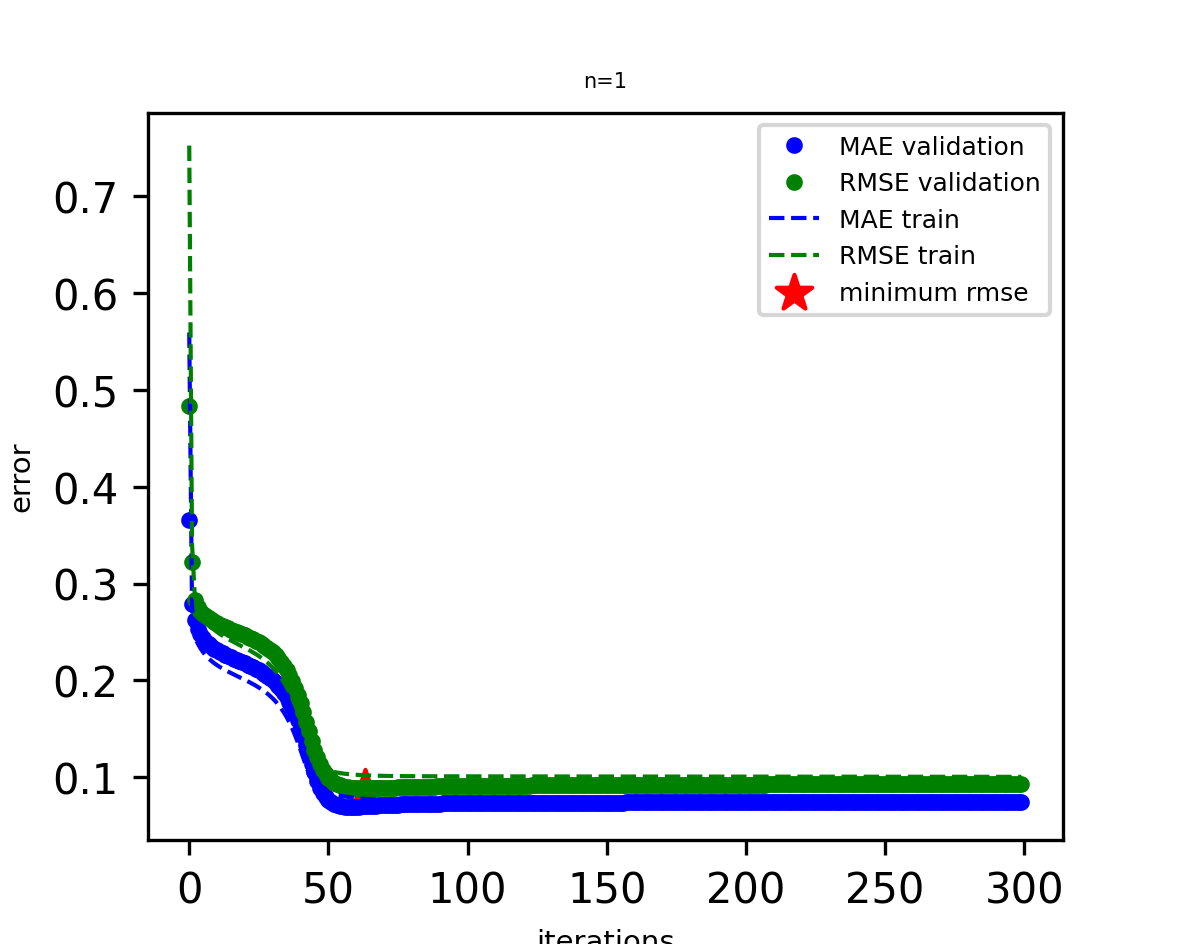 n=1
MAE validation
RMSE validation
MAE train
RMSE train
minimum rmse
error
0.7
0.6
0.5
0.4
0.3
0.2
0.1
0 50 100 150 200 250 300
iterations